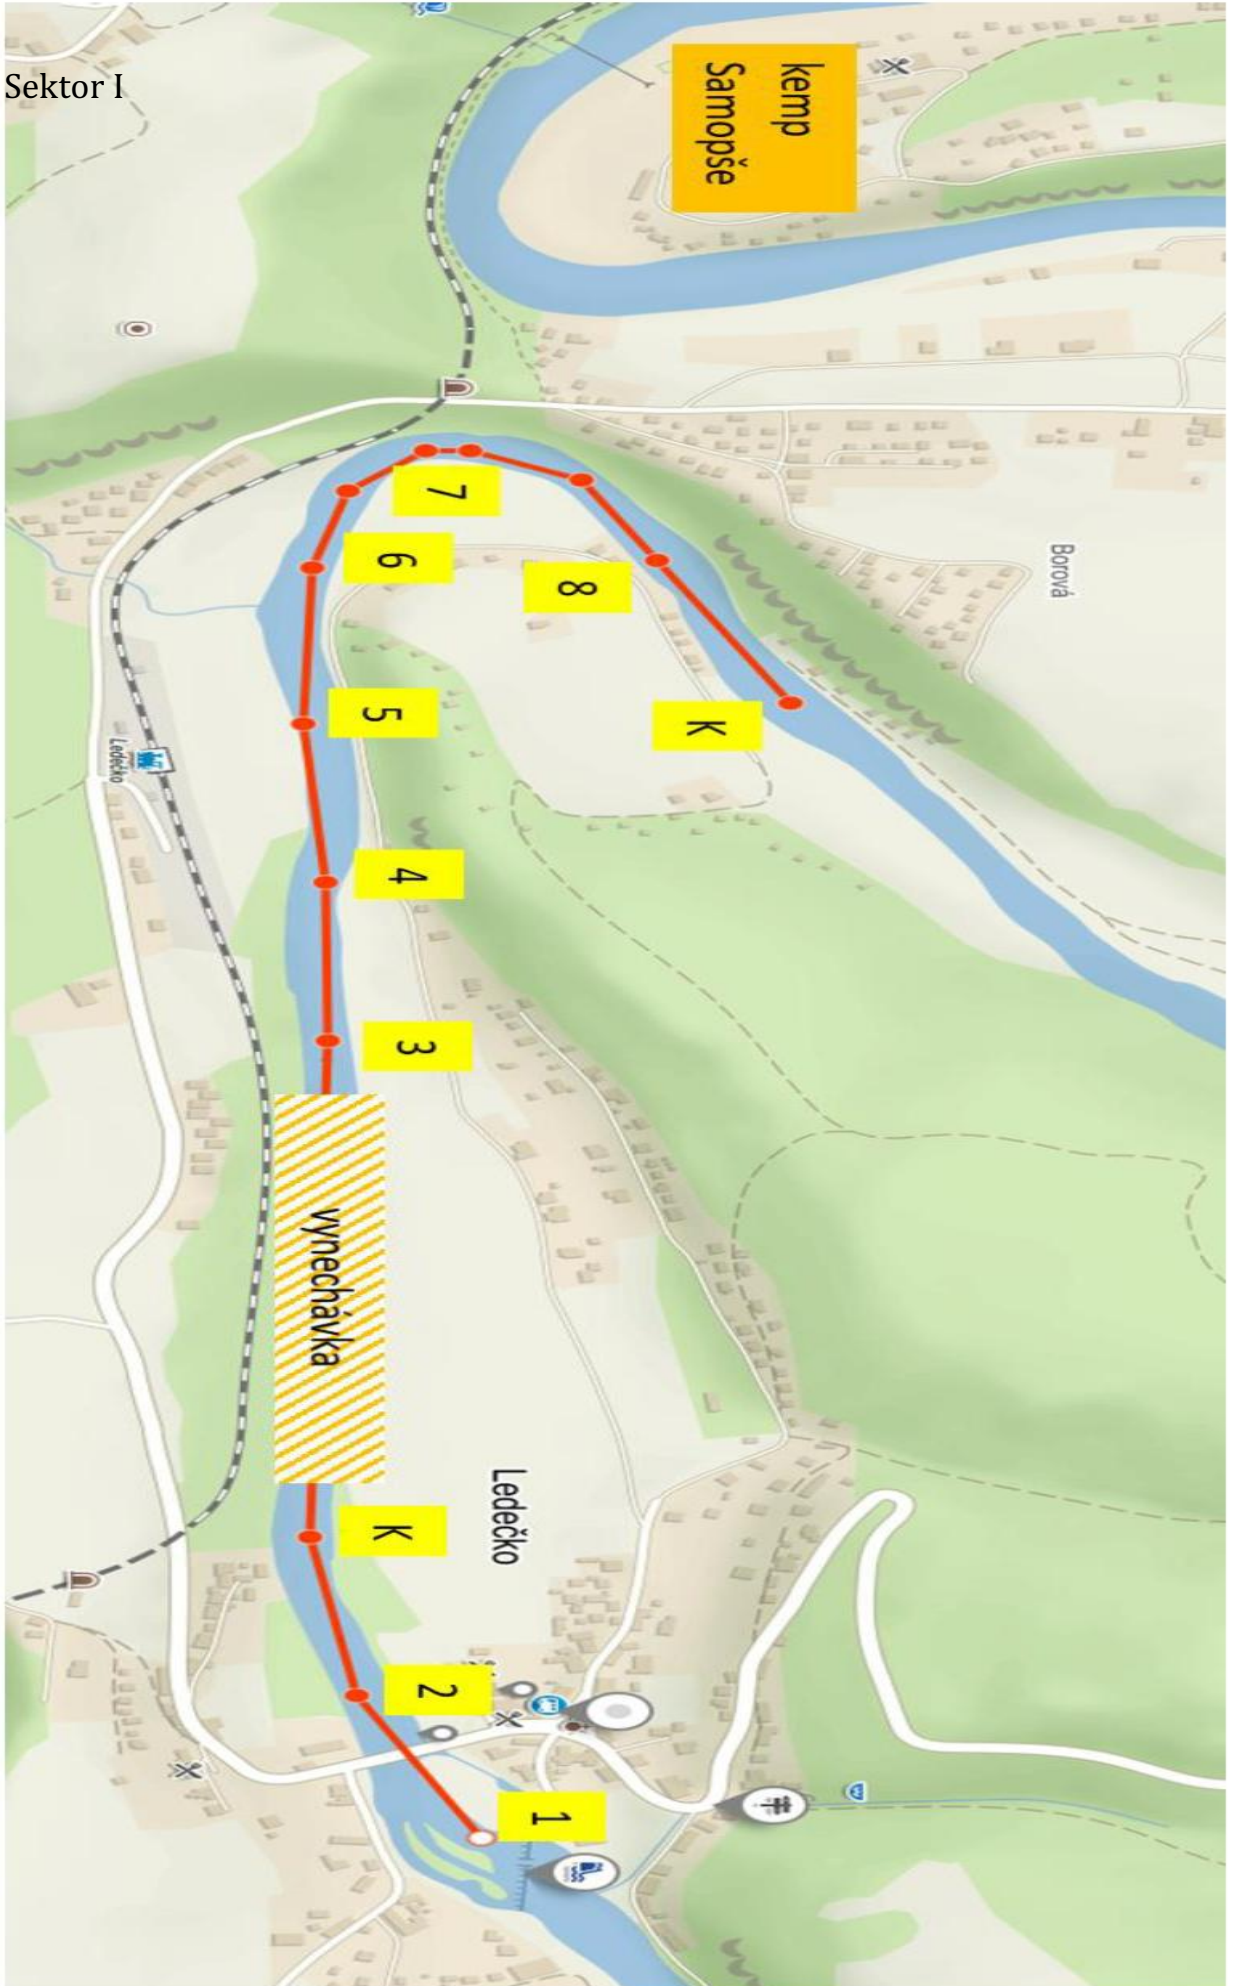 Sektor I
kemp
Samopše
Borová
7
6
8
K
5
Ledečko
4
3
vynechávka
Ledečko
K
2
1